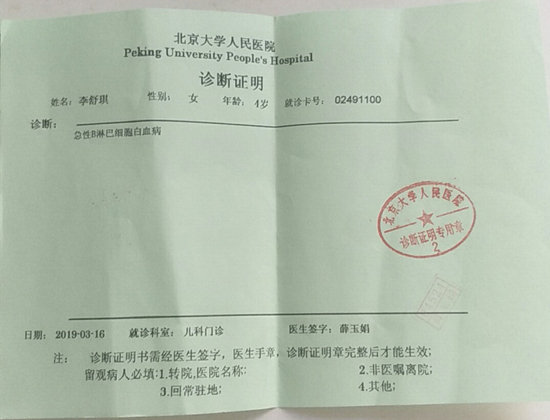 北京大学人民医院
Peking University People's Hospital
诊断证明
姓名: 李舒琪 性别: 女 年龄: 4岁 就诊卡号: 02491100
诊断:
急性B淋巴细胞白血病
北京大学人民医院
诊断证明专用章
2
日期: 2019-03-16 就诊科室: 儿科门诊 医生签字: 薛玉娟
注: 诊断证明书需经医生签字, 医生手章, 诊断证明章完整后才能生效;
留观病人必填:1.转院,医院名称: 2.非医嘱离院;
3.回常驻地; 4.其他;